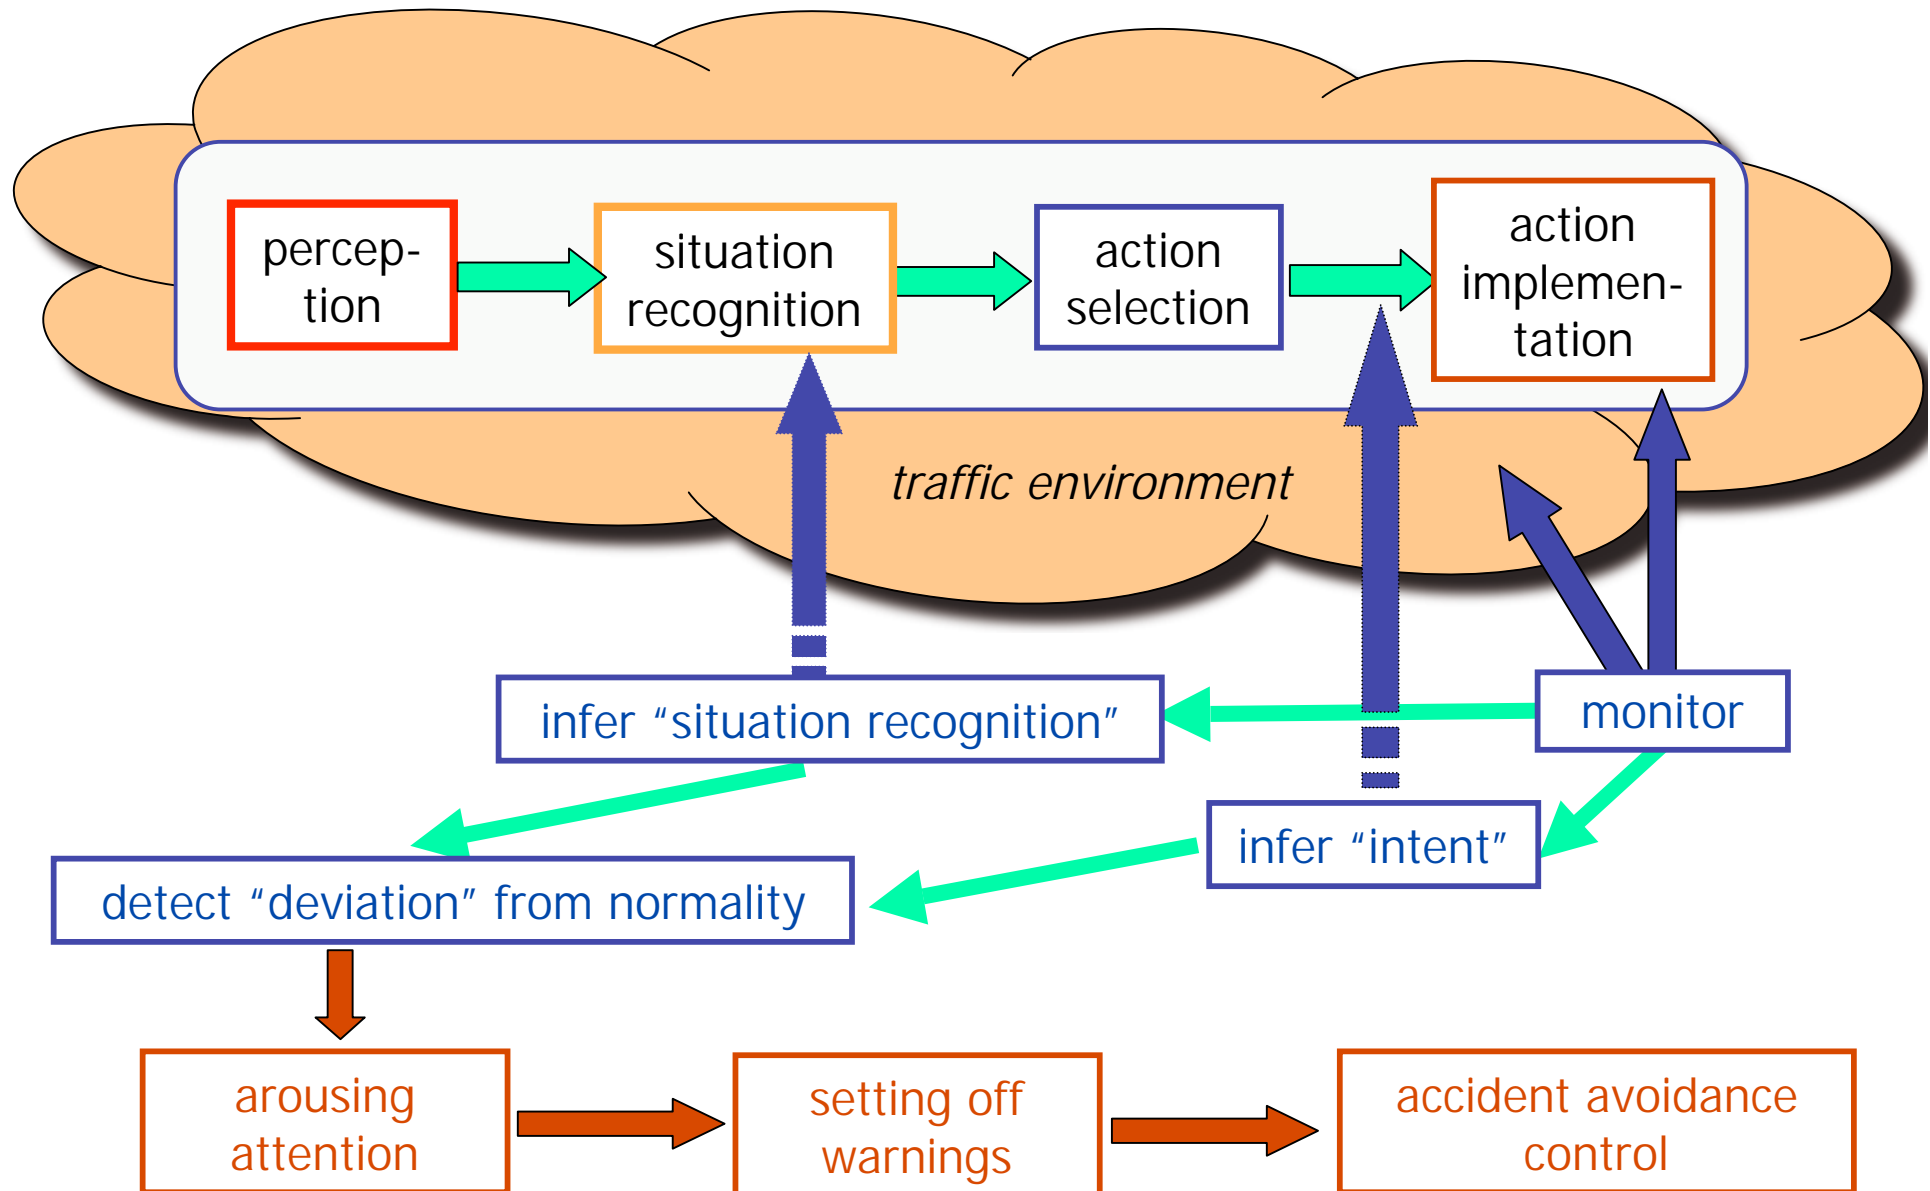 percep-
tion
situation
recognition
action
selection
action
implemen-
tation
traffic environment
infer “situation recognition”
monitor
infer “intent”
detect “deviation” from normality
arousing
attention
setting off
warnings
accident avoidance
control